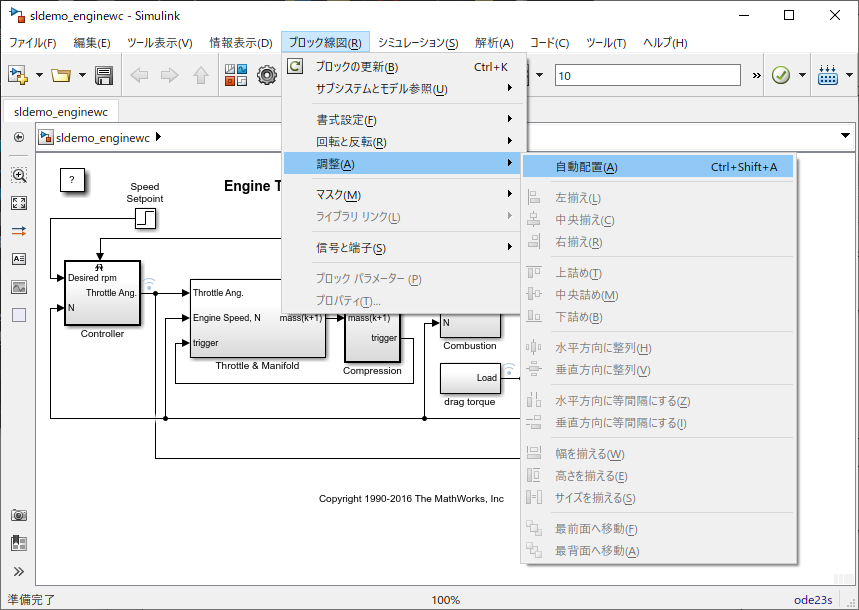 sldemo_enginewc - Simulink
ファイル(F) 編集(E) ツール表示(V) 情報表示(D) ブロック線図(R) シミュレーション(S) 解析(A) コード(C) ツール(T) ヘルプ(H)
10
»
sldemo_enginewc
sldemo_enginewc
ブロックの更新(B) Ctrl+K
サブシステムとモデル参照(U)
書式設定(F)
回転と反転(R)
調整(A)
マスク(M)
ライブラリ リンク(L)
信号と端子(S)
ブロック パラメーター (P)
プロパティ(T)...
自動配置(A) Ctrl+Shift+A
左揃え(L)
中央揃え(C)
右揃え(R)
上詰め(T)
中央詰め(M)
下詰め(B)
水平方向に整列(H)
垂直方向に整列(V)
水平方向に等間隔にする(Z)
垂直方向に等間隔にする(I)
幅を揃える(W)
高さを揃える(E)
サイズを揃える(S)
最前面へ移動(F)
最背面へ移動(A)
?
Speed
Setpoint
Engine T
Desired rpm
Throttle Ang.
N
Controller
Throttle Ang.
Engine Speed, N
mass(k+1)
trigger
Throttle & Manifold
mass(k+1)
trigger
Compression
N
Combustion
Load
drag torque
Copyright 1990-2016 The MathWorks, Inc
準備完了 100% ode23s